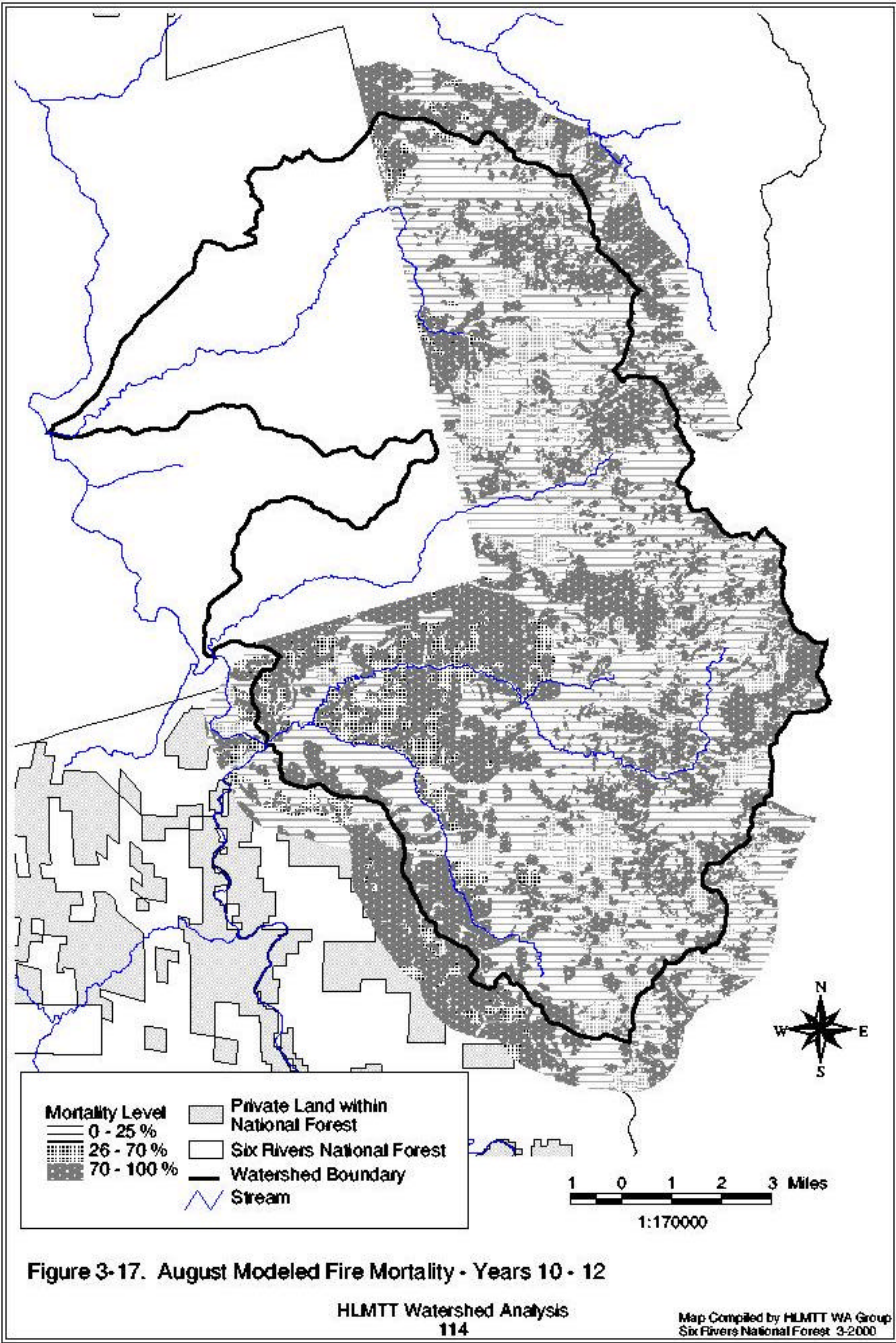 N
W E
S
Mortality Level
0 - 25 %
26 - 70 %
70 - 100 %
Private Land within
National Forest
Six Rivers National Forest
Watershed Boundary
Stream
1 0 1 2 3 Miles
1:170000
Figure 3-17. August Modeled Fire Mortality - Years 10 - 12
HLMTT Watershed Analysis
114
Map Compiled by HLMTT WA Group
Six Rivers National Forest 3-2000